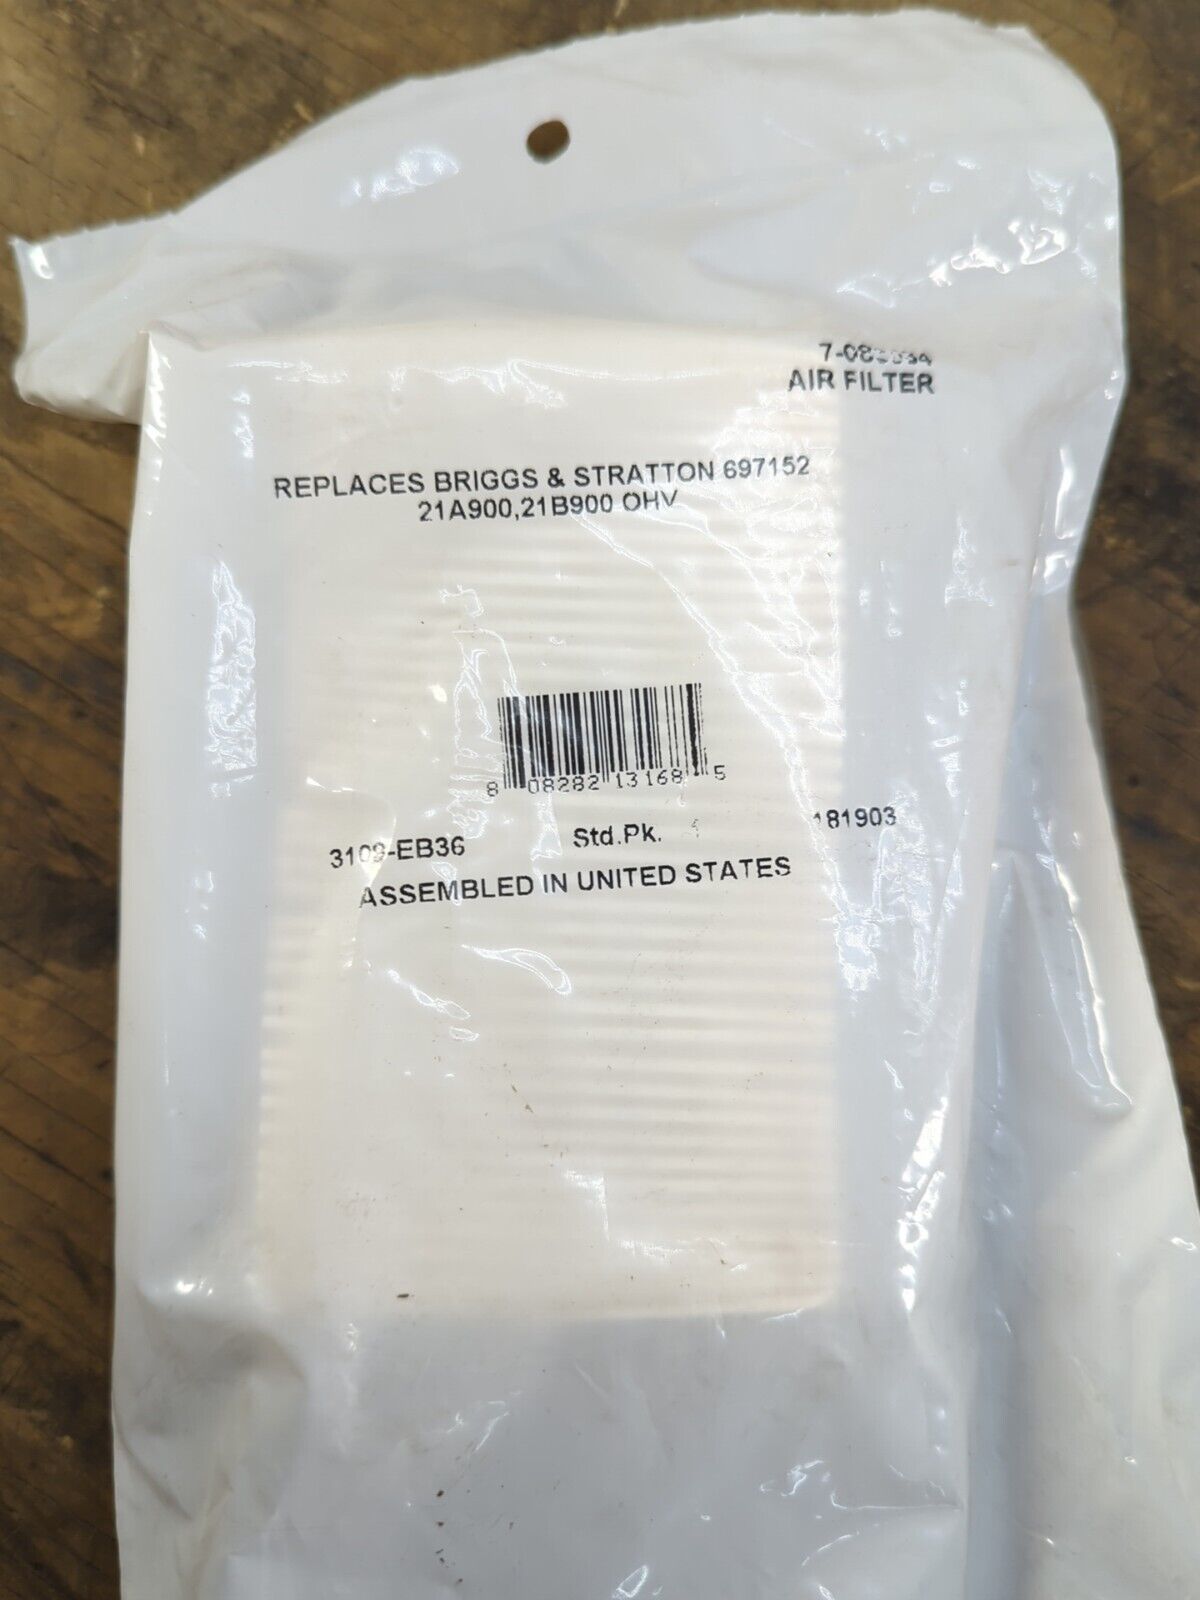 AIR FILTER
REPLACES BRIGGS & STRATTON 697152
21A900,21B900 OHV
8 08282 13168 5
3109-EB36 Std.Pk. 181903
ASSEMBLED IN UNITED STATES